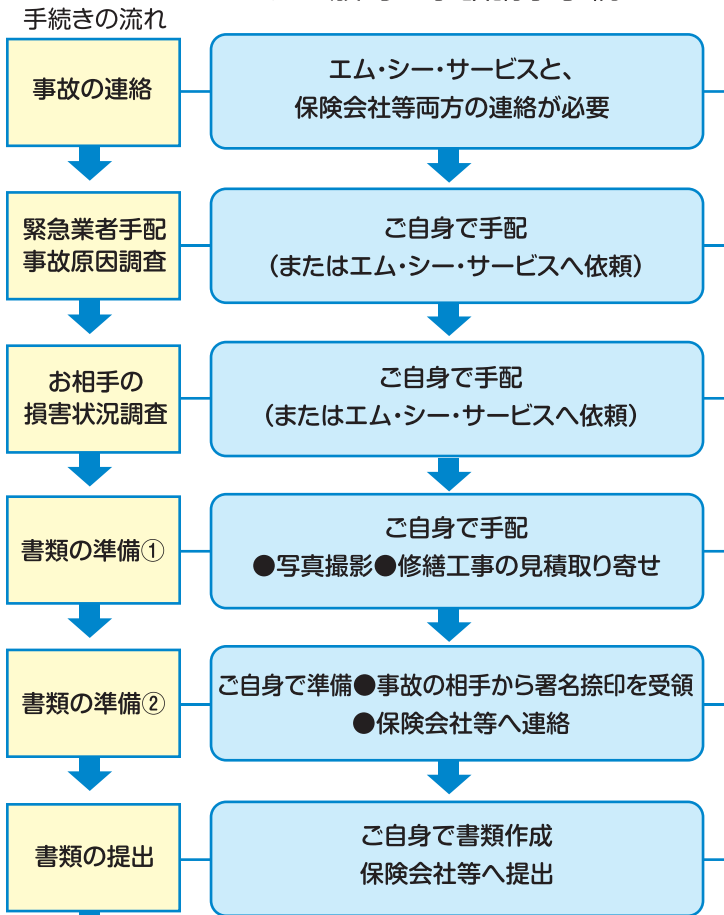 手続きの流れ
事故の連絡
エム・シー・サービスと、
保険会社等両方の連絡が必要
緊急業者手配
事故原因調査
ご自身で手配
（またはエム・シー・サービスへ依頼）
お相手の
損害状況調査
ご自身で手配
（またはエム・シー・サービスへ依頼）
書類の準備①
ご自身で手配
●写真撮影●修繕工事の見積取り寄せ
書類の準備②
ご自身で準備●事故の相手から署名捺印を受領
●保険会社等へ連絡
書類の提出
ご自身で書類作成
保険会社等へ提出